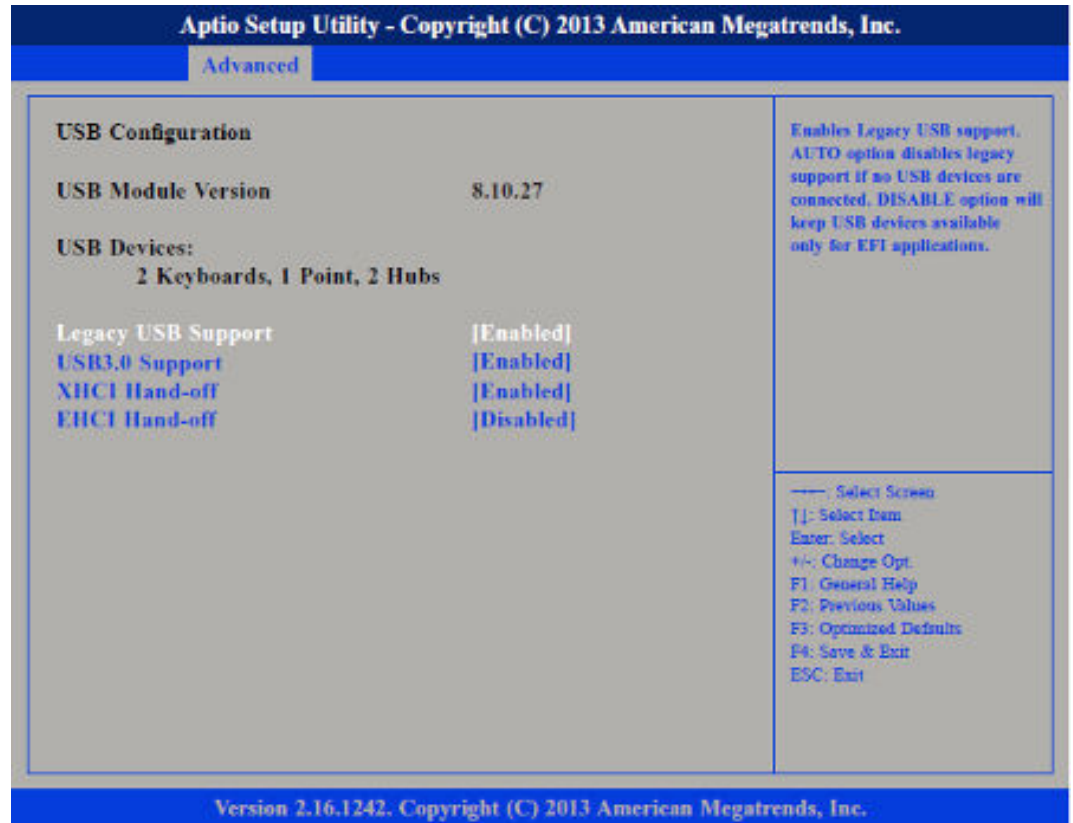 Aptio Setup Utility - Copyright (C) 2013 American Megatrends, Inc.
Advanced
USB Configuration
USB Module Version 8.10.27
USB Devices:
2 Keyboards, 1 Point, 2 Hubs
Legacy USB Support [Enabled]
USB3.0 Support [Enabled]
XHCI Hand-off [Enabled]
EHCI Hand-off [Disabled]
Enables Legacy USB support.
AUTO option disables legacy
support if no USB devices are
connected. DISABLE option will
keep USB devices available
only for EFI applications.
→←: Select Screen
↑↓: Select Item
Enter: Select
+/-: Change Opt.
F1: General Help
F2: Previous Values
F3: Optimized Defaults
F4: Save & Exit
ESC: Exit
Version 2.16.1242. Copyright (C) 2013 American Megatrends, Inc.